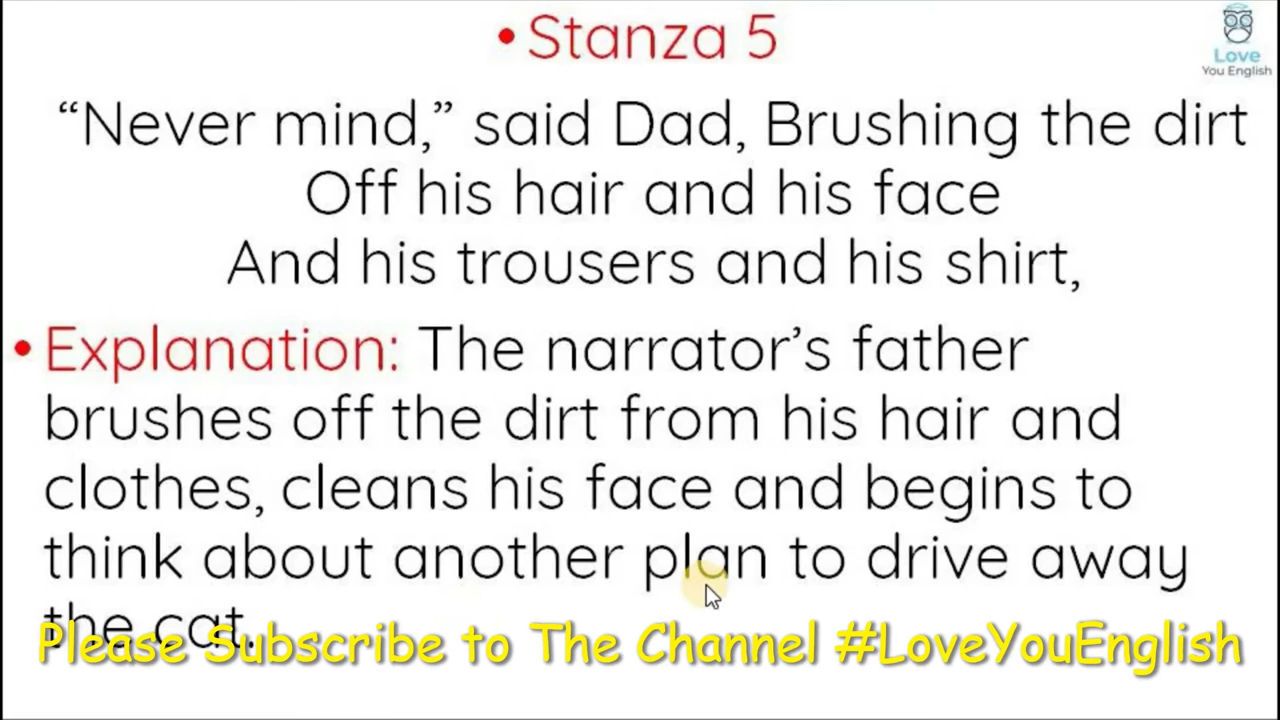 • Stanza 5
Love
You English
“Never mind,” said Dad, Brushing the dirt
Off his hair and his face
And his trousers and his shirt,
• Explanation: The narrator’s father
brushes off the dirt from his hair and
clothes, cleans his face and begins to
think about another plan to drive away
the cat.
Please Subscribe to The Channel #LoveYouEnglish